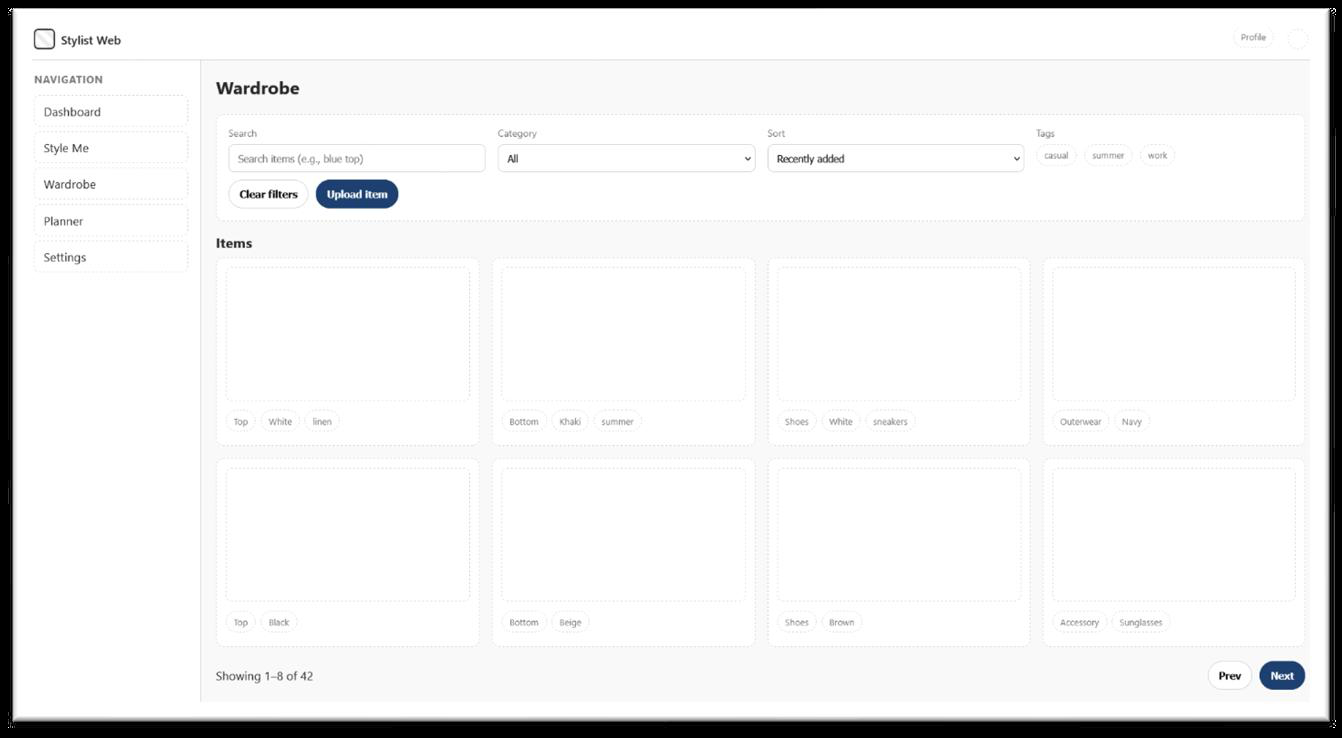 Stylist Web
Profile
NAVIGATION
Dashboard
Style Me
Wardrobe
Planner
Settings
Wardrobe
Search
Search items (e.g., blue top)
Category
All
Sort
Recently added
Tags
casual summer work
Clear filters
Upload item
Items
Top White linen
Bottom Khaki summer
Shoes White sneakers
Outerwear Navy
Top Black
Bottom Beige
Shoes Brown
Accessory Sunglasses
Showing 1–8 of 42
Prev
Next